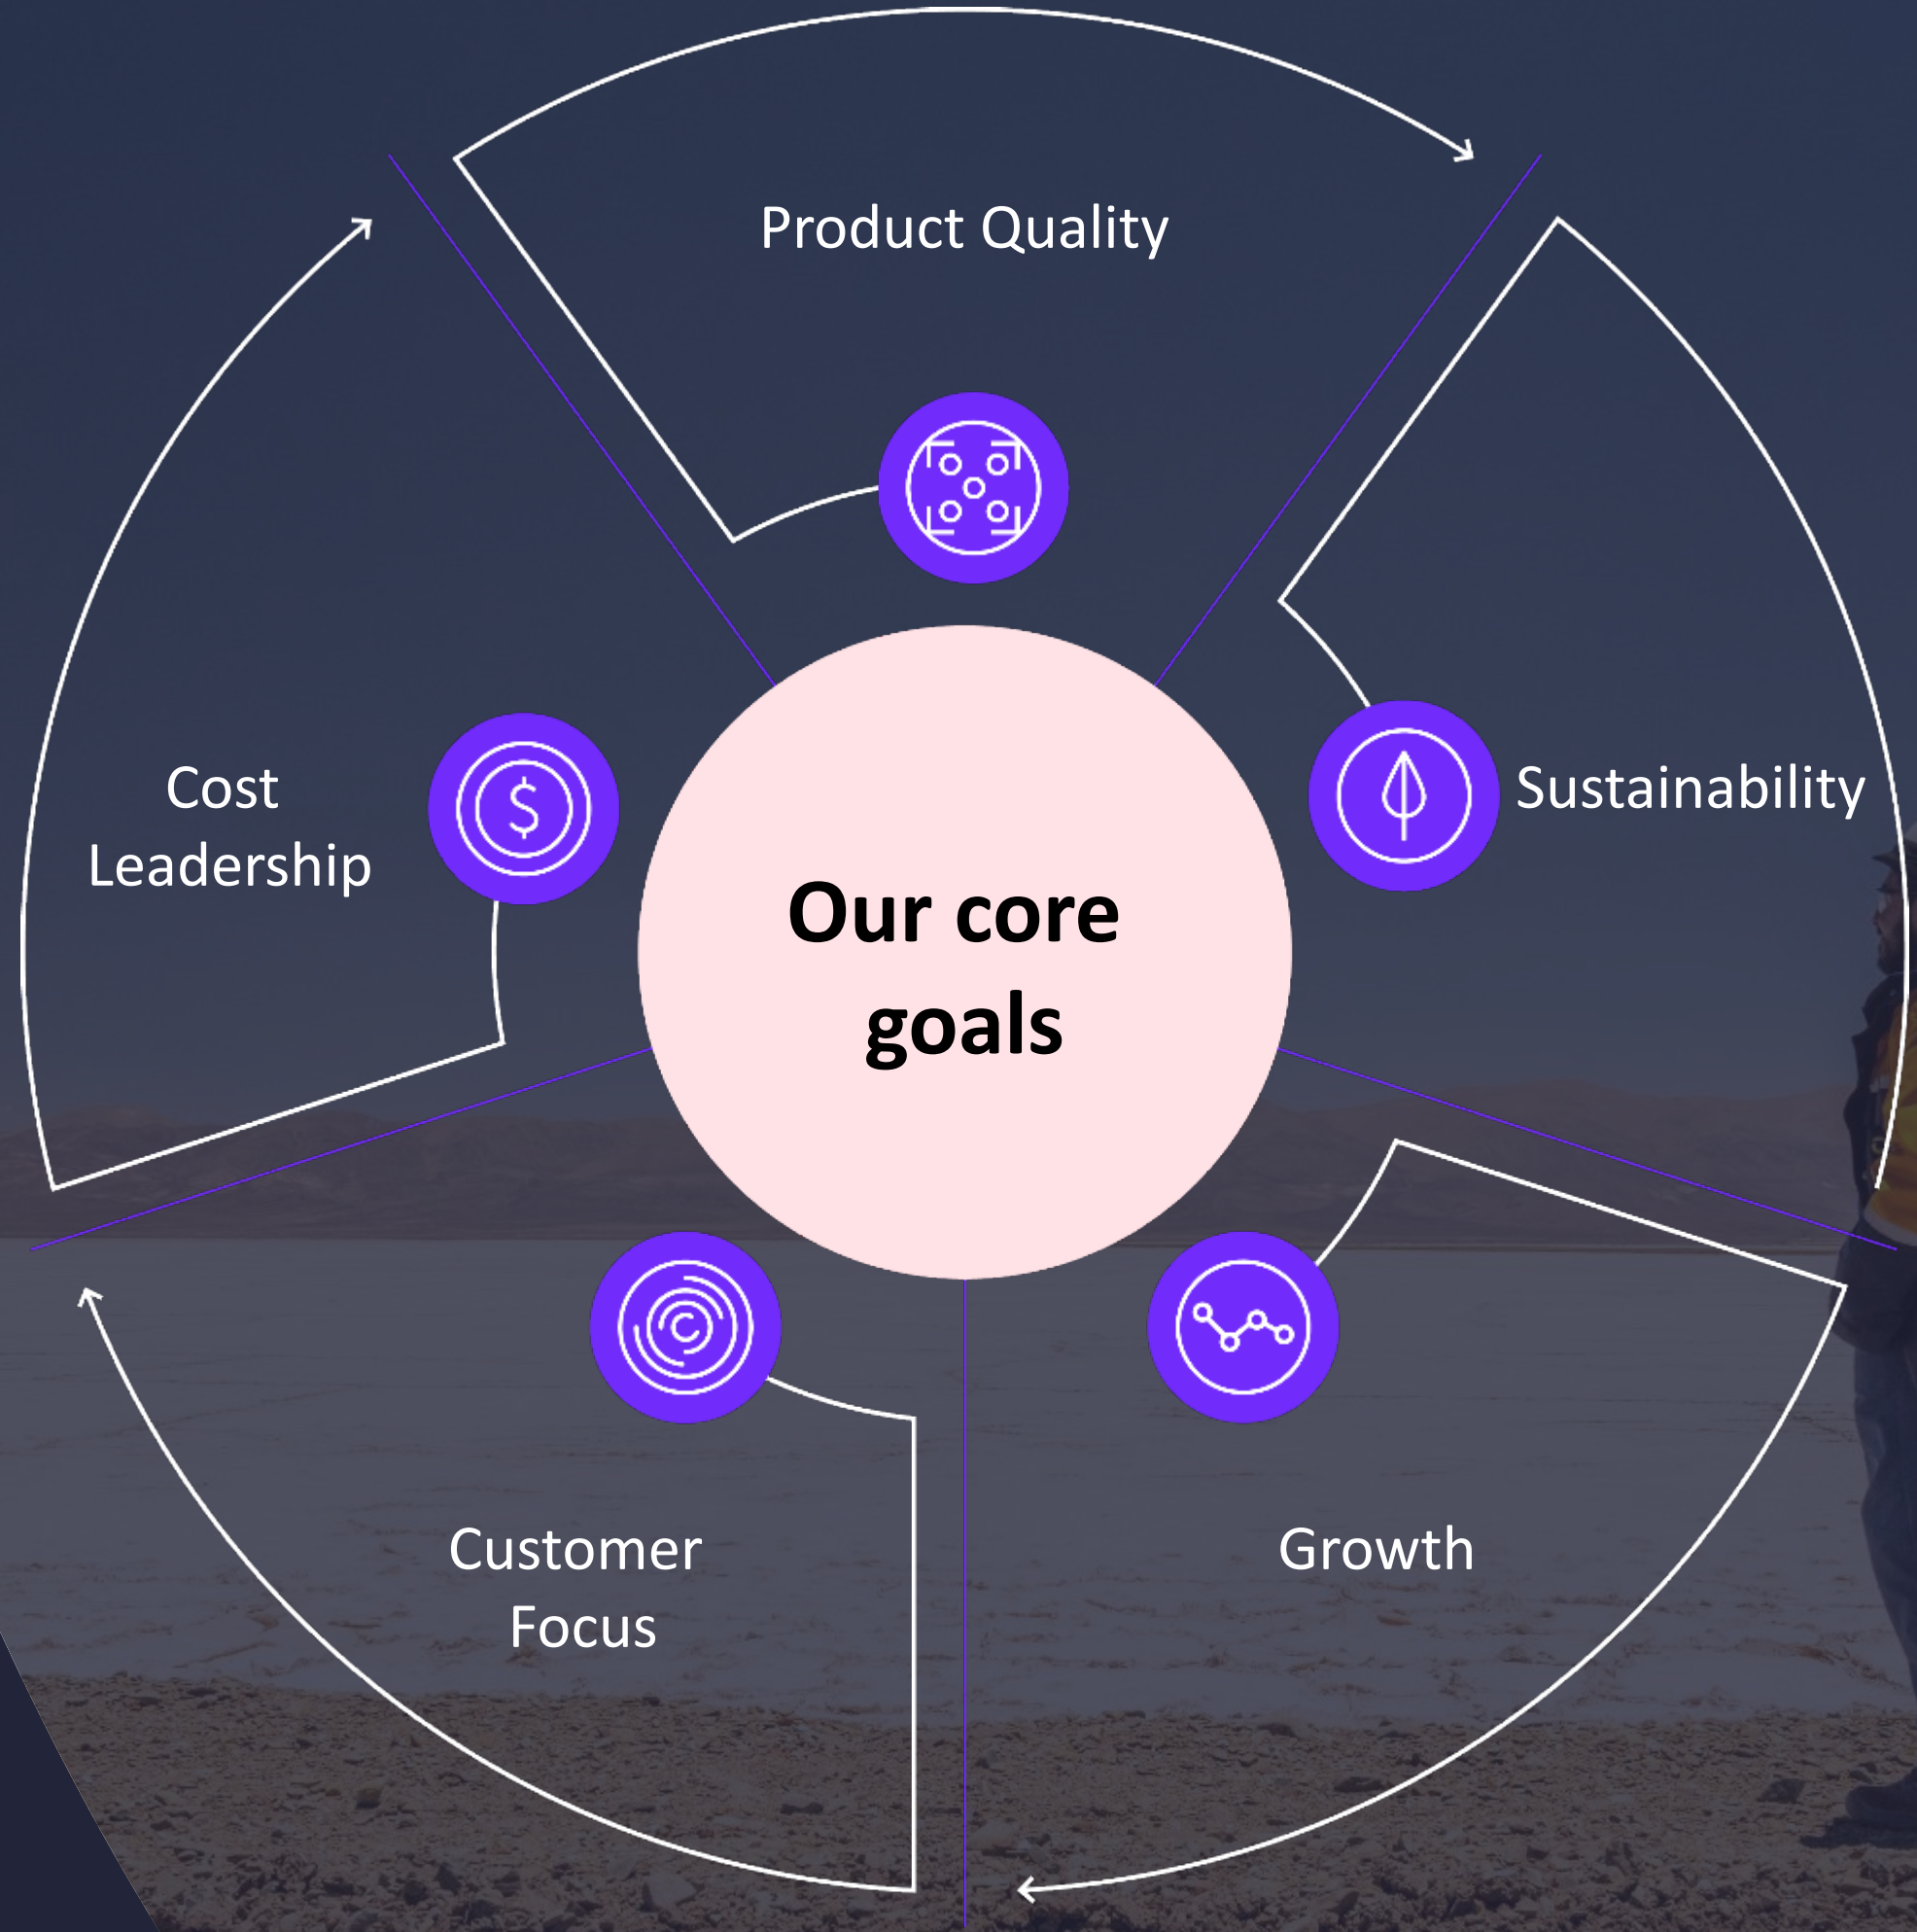 Product Quality
Sustainability
Cost
Leadership
Our core
goals
Customer
Focus
Growth